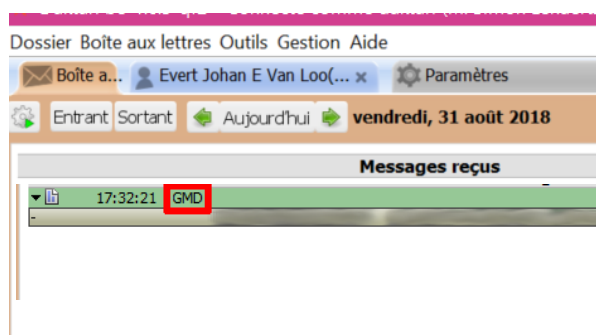 Dossier Boîte aux lettres Outils Gestion Aide
Boîte a... Evert Johan E Van Loo(... x Paramètres
Entrant Sortant Aujourd'hui vendredi, 31 août 2018
Messages reçus
17:32:21 GMD
-